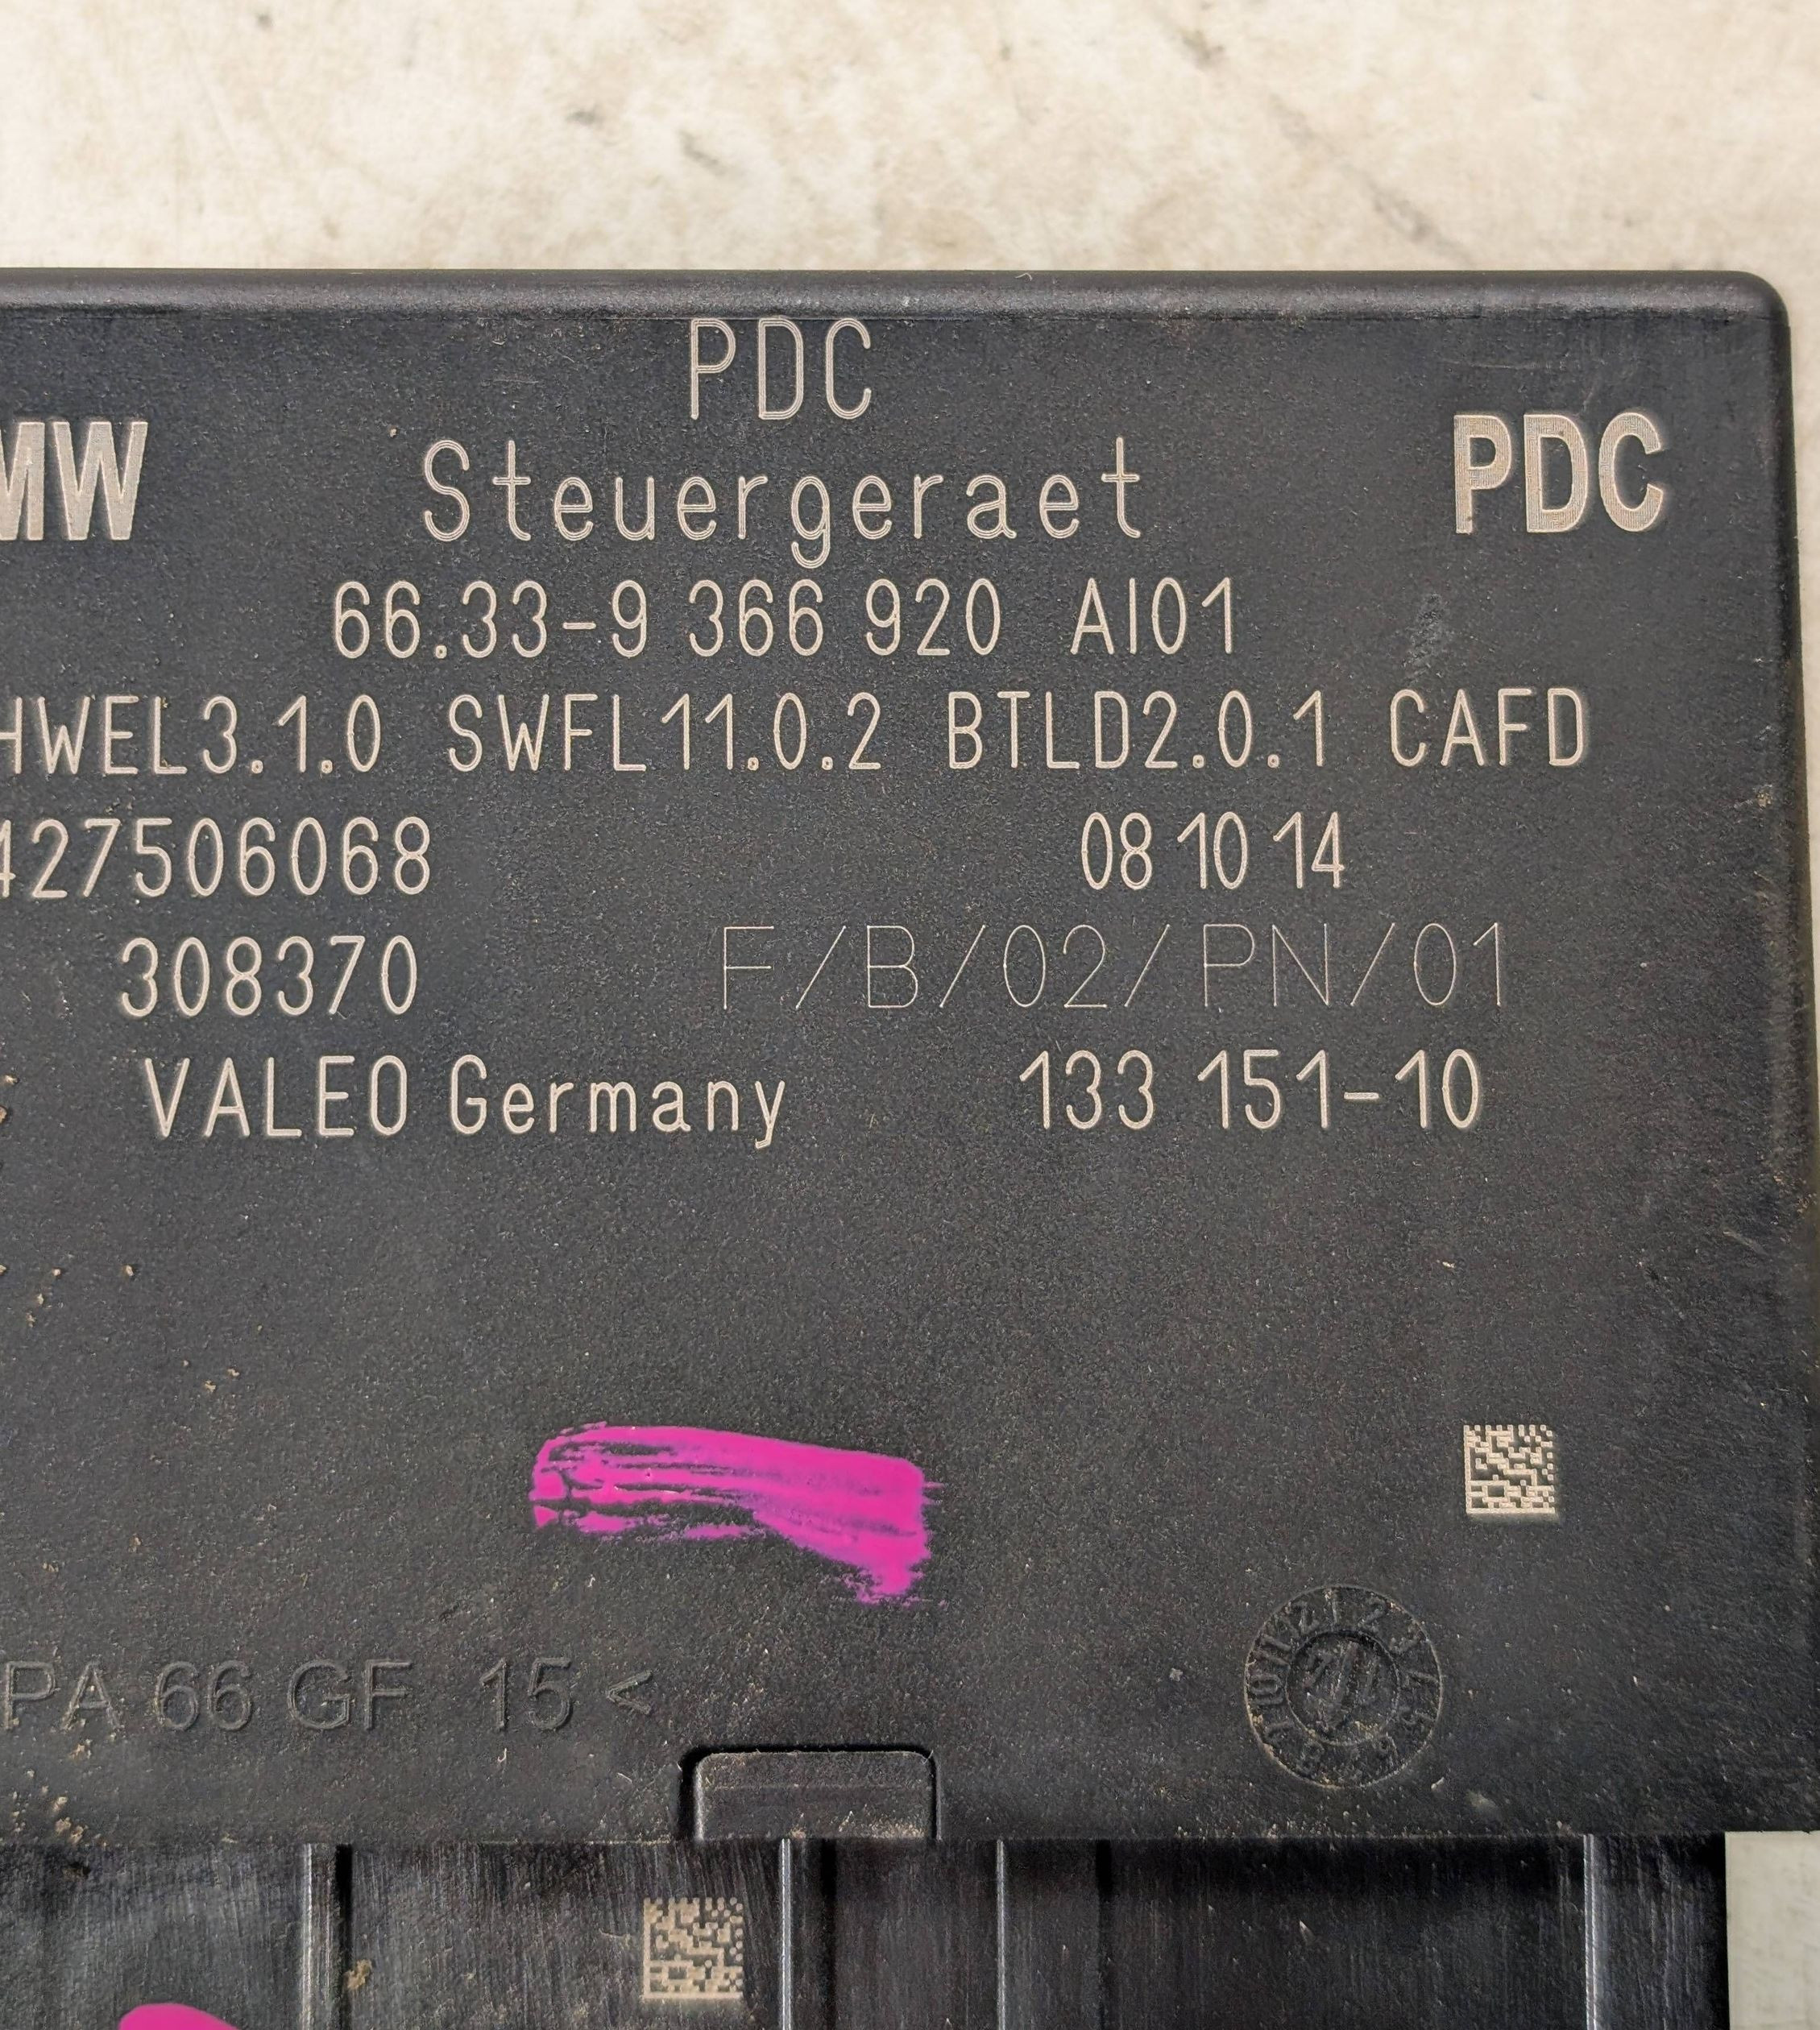 PDC
MW PDC
Steuergeraet
66.33-9 366 920 AI01
HWEL3.1.0 SWFL11.0.2 BTLD2.0.1 CAFD
427506068 08 10 14
308370 F/B/02/PN/01
VALEO Germany 133 151-10
PA 66 GF 15 <